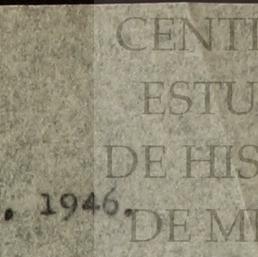 CENT
ESTU
DE HIS
. 1946.
DE M